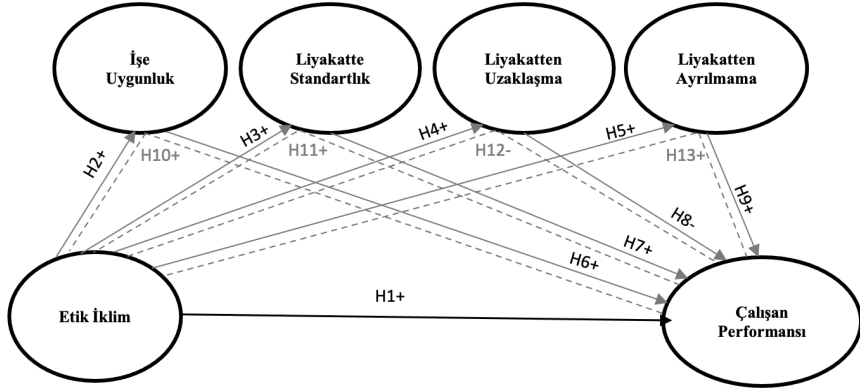 İşe
Uygunluk
Liyakatte
Standartlık
Liyakatten
Uzaklaşma
Liyakatten
Ayrılmama
H2+
H10+
H3+
H11+
H4+
H12-
H5+
H13+
H9+
H8-
H7+
H6+
H1+
Etik İklim
Çalışan
Performansı